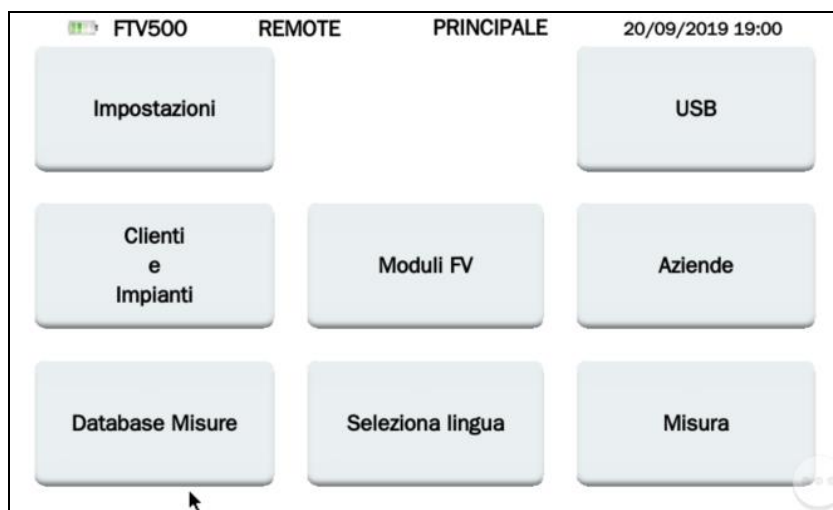 FTV500 REMOTE PRINCIPALE 20/09/2019 19:00
Impostazioni USB
Clienti
e
Impianti
Moduli FV
Aziende
Database Misure Seleziona lingua Misura